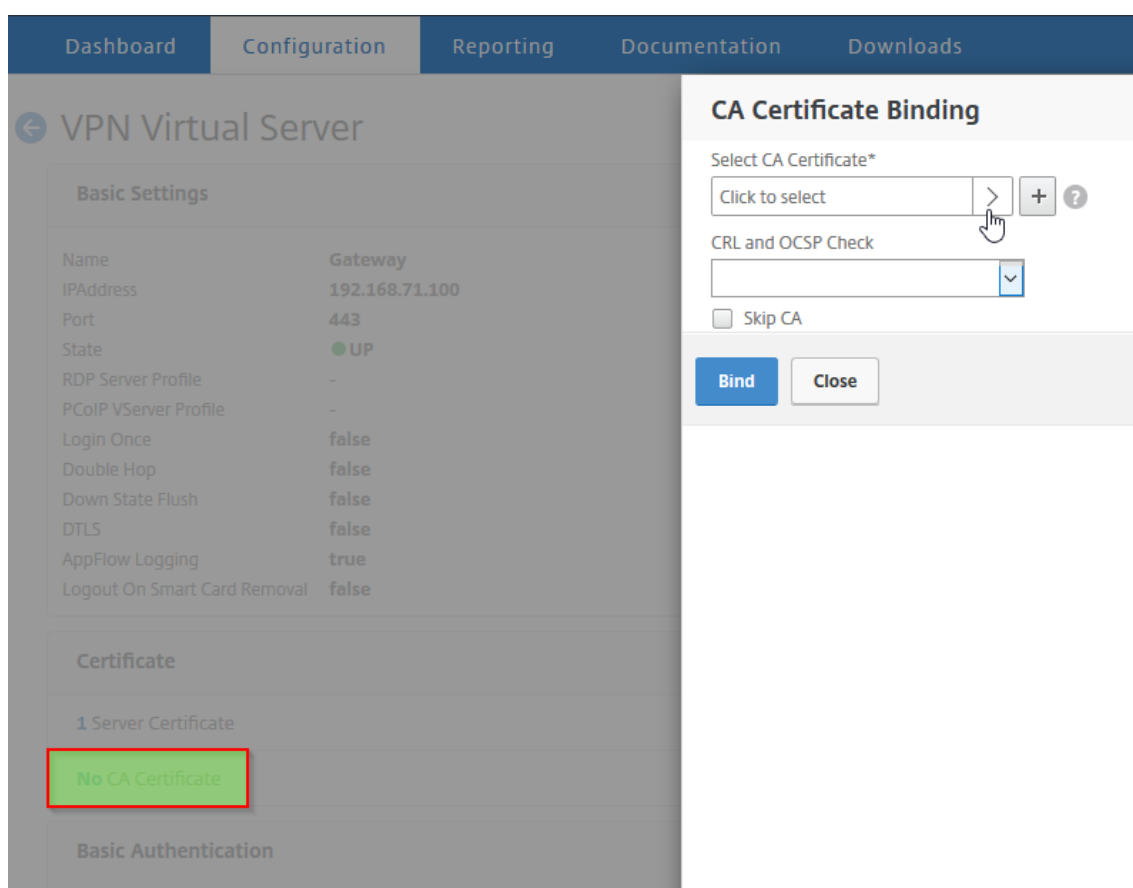 Dashboard Configuration Reporting Documentation Downloads
VPN Virtual Server
Basic Settings
Name Gateway
IPAddress 192.168.71.100
Port 443
State UP
RDP Server Profile -
PCoIP VServer Profile -
Login Once false
Double Hop false
Down State Flush false
DTLS false
AppFlow Logging true
Logout On Smart Card Removal false
Certificate
1 Server Certificate
No CA Certificate
Basic Authentication
CA Certificate Binding
Select CA Certificate*
Click to select > + ?
CRL and OCSP Check
Skip CA
Bind Close